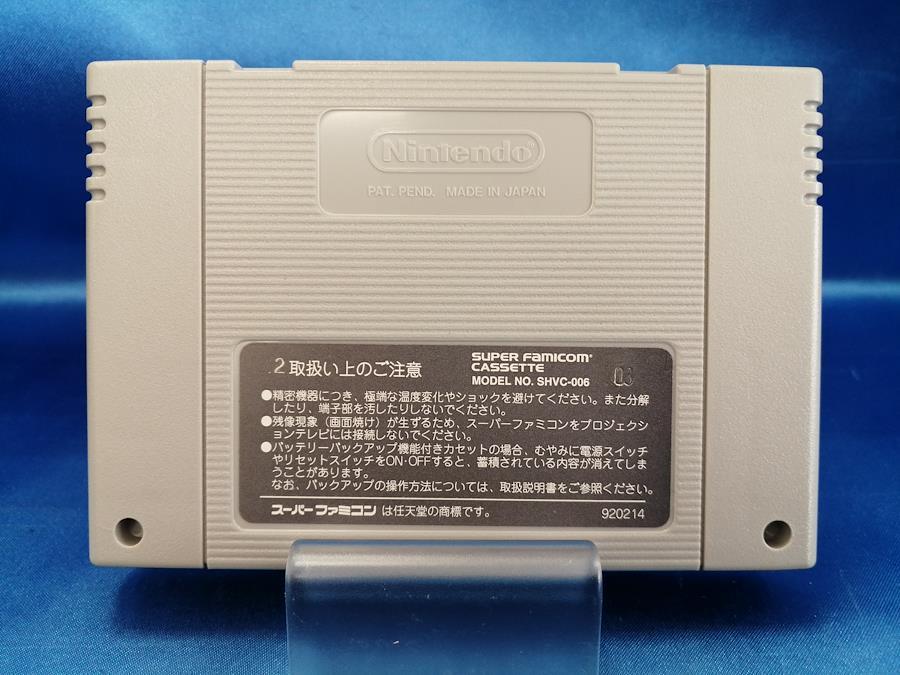 Nintendo®
PAT. PEND. MADE IN JAPAN
.2取扱い上のご注意
SUPER FAMICOM®
CASSETTE
MODEL NO. SHVC-006
03
●精密機器につき、極端な温度変化やショックを避けてください。また分解
したり、端子部を汚したりしないでください。
●残像現象（画面焼け）が生ずるため、スーパーファミコンをプロジェクシ
ョンテレビには接続しないでください。
●バッテリーバックアップ機能付きカセットの場合、むやみに電源スイッチ
やリセットスイッチをON・OFFすると、蓄積されている内容が消えてしま
うことがあります。
なお、バックアップの操作方法については、取扱説明書をご参照ください。
スーパーファミコン は任天堂の商標です。
920214